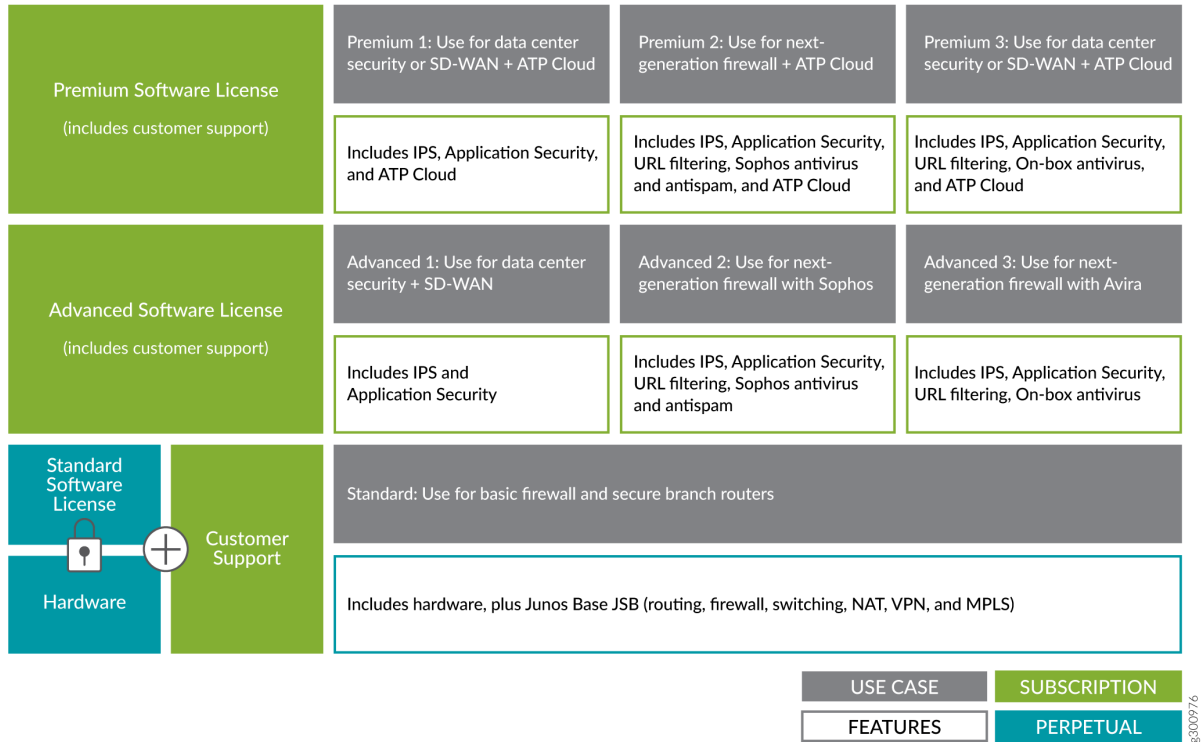 Premium Software License
(includes customer support)
Premium 1: Use for data center
security or SD-WAN + ATP Cloud
Premium 2: Use for next-
generation firewall + ATP Cloud
Premium 3: Use for data center
security or SD-WAN + ATP Cloud
Includes IPS, Application Security,
and ATP Cloud
Includes IPS, Application Security,
URL filtering, Sophos antivirus
and antispam, and ATP Cloud
Includes IPS, Application Security,
URL filtering, On-box antivirus,
and ATP Cloud
Advanced Software License
(includes customer support)
Advanced 1: Use for data center
security + SD-WAN
Advanced 2: Use for next-
generation firewall with Sophos
Advanced 3: Use for next-
generation firewall with Avira
Includes IPS and
Application Security
Includes IPS, Application Security,
URL filtering, Sophos antivirus
and antispam
Includes IPS, Application Security,
URL filtering, On-box antivirus
Standard
Software
License
Hardware
Customer
Support
Standard: Use for basic firewall and secure branch routers
Includes hardware, plus Junos Base JSB (routing, firewall, switching, NAT, VPN, and MPLS)
USE CASE
SUBSCRIPTION
FEATURES
PERPETUAL
g300976